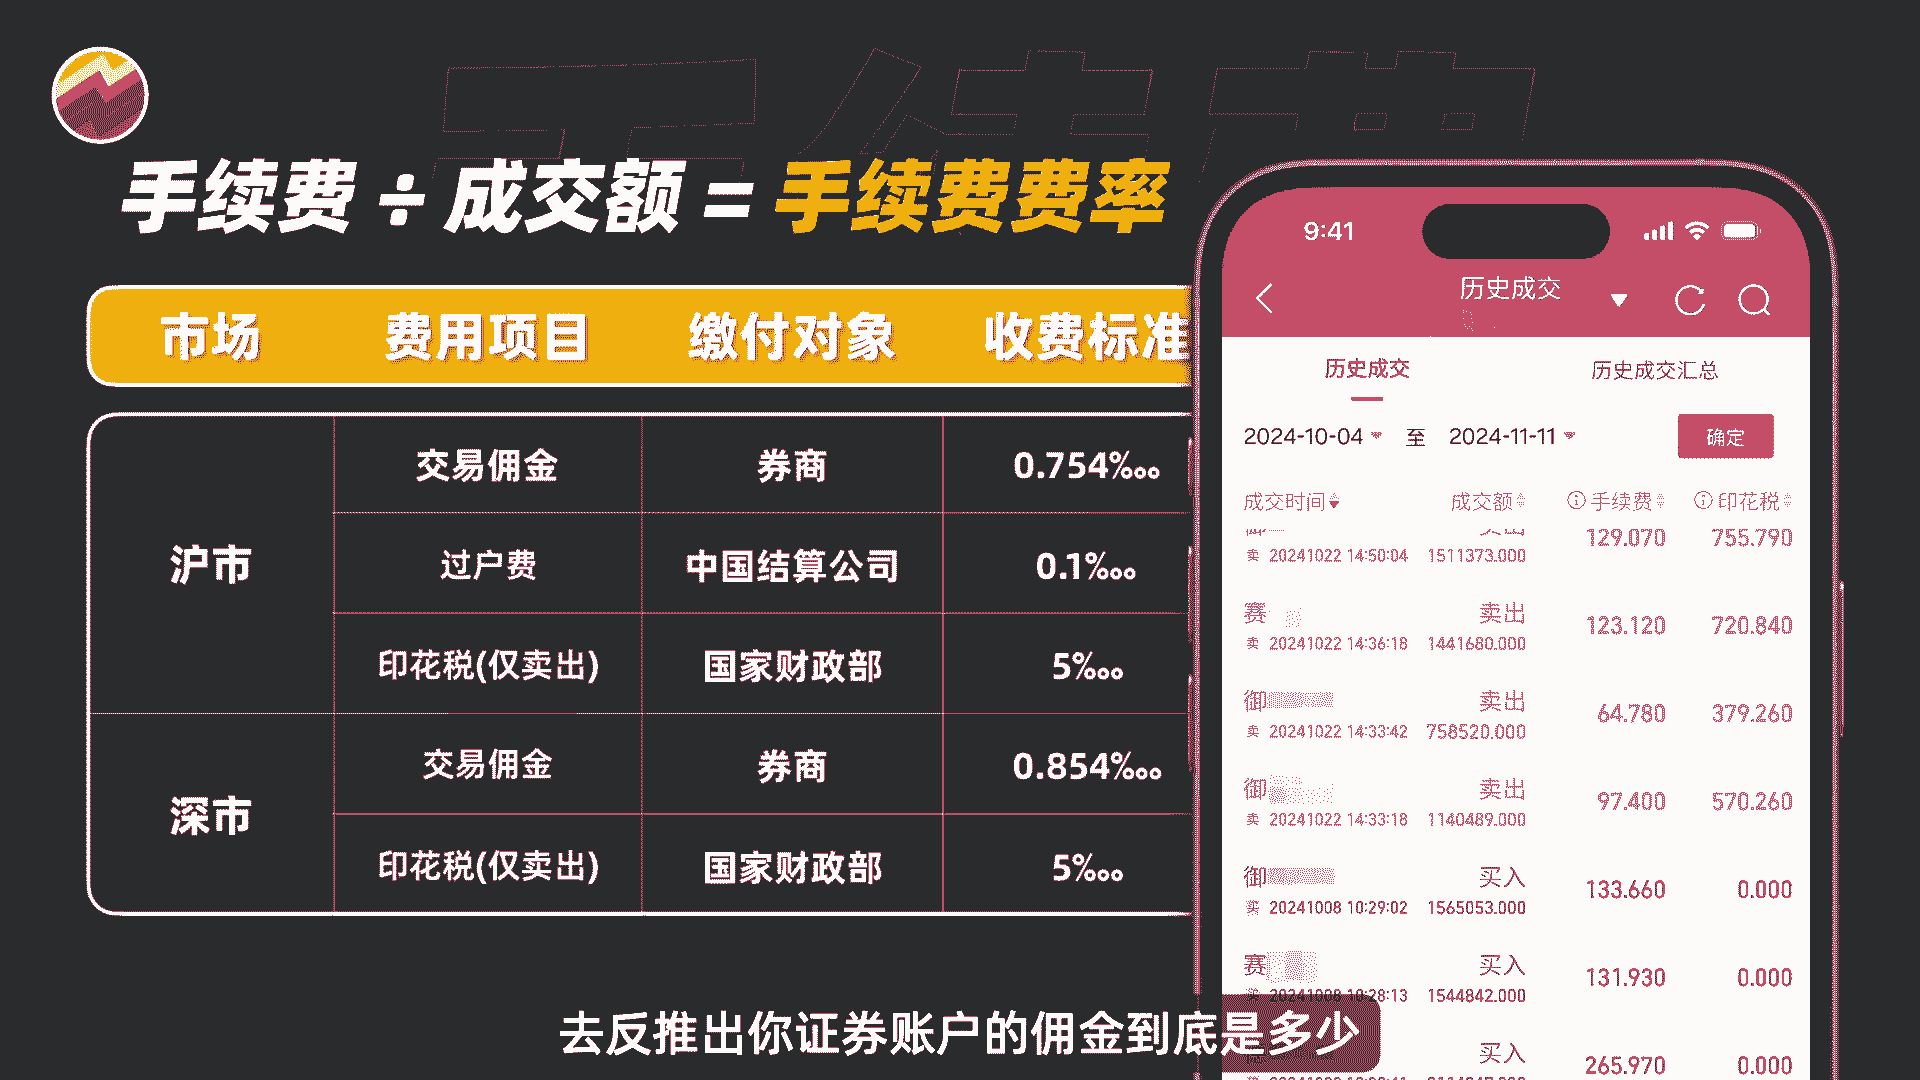 手续费 ÷ 成交额 = 手续费费率
市场 费用项目 缴付对象 收费标准
沪市
交易佣金 券商 0.754‱
过户费 中国结算公司 0.1‱
印花税(仅卖出) 国家财政部 5‱
深市
交易佣金 券商 0.854‱
印花税(仅卖出) 国家财政部 5‱
9:41
历史成交
历史成交 历史成交汇总
2024-10-04 至 2024-11-11 确定
成交时间 成交额 手续费 印花税
129.070 755.790
卖 20241022 14:50:04 1511373.000
赛 卖出 123.120 720.840
卖 20241022 14:36:18 1441680.000
御 卖出 64.780 379.260
卖 20241022 14:33:42 758520.000
御 卖出 97.400 570.260
卖 20241022 14:33:18 1140489.000
御 买入 133.660 0.000
买 20241008 10:29:02 1565053.000
赛 买入 131.930 0.000
买 20241008 10:28:13 1544842.000
买入 265.970 0.000
去反推出你证券账户的佣金到底是多少